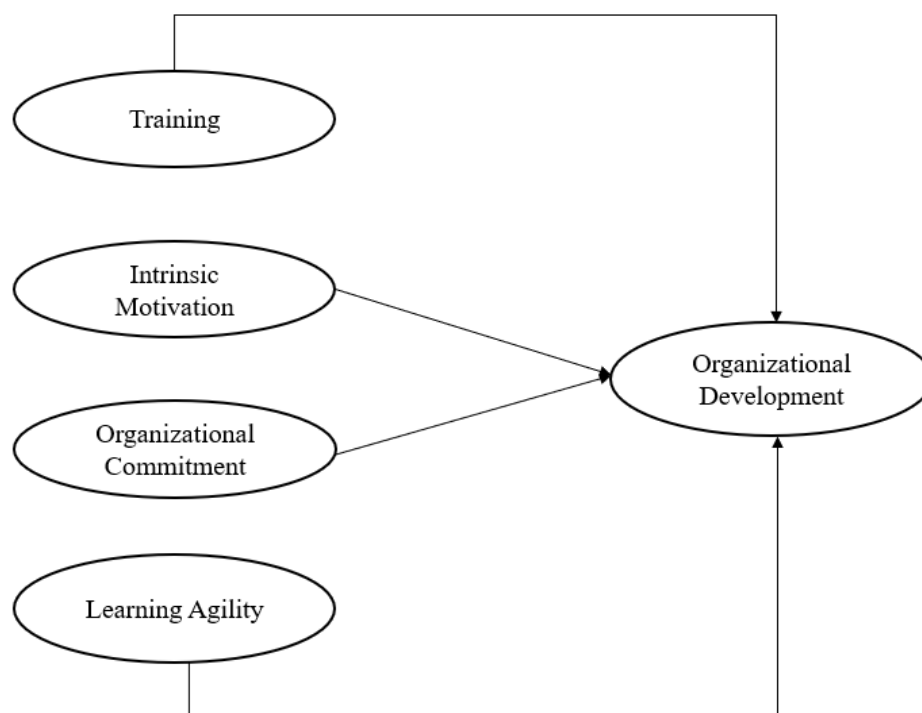 Training
Intrinsic
Motivation
Organizational
Commitment
Learning Agility
Organizational
Development